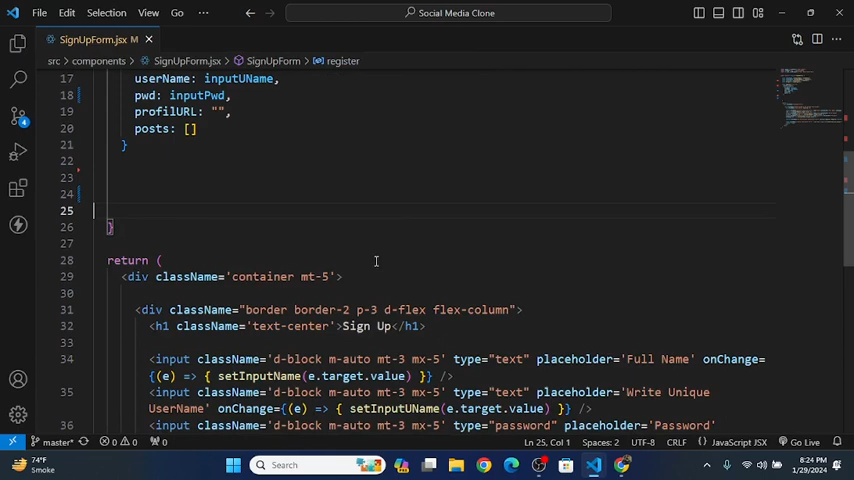 File Edit Selection View Go ··· Social Media Clone
SignUpForm.jsx M
src > components > SignUpForm.jsx > SignUpForm > register
17 userName: inputUName,
18 pwd: inputPwd,
19 profilURL: "",
20 posts: []
21 }
22
23
24
25
26 }
27
28 return (
29 <div className='container mt-5'>
30
31 <div className="border border-2 p-3 d-flex flex-column">
32 <h1 className='text-center'>Sign Up</h1>
33
34 <input className='d-block m-auto mt-3 mx-5' type="text" placeholder='Full Name' onChange=
{(e) => { setInputName(e.target.value) }} />
35 <input className='d-block m-auto mt-3 mx-5' type="text" placeholder='Write Unique
UserName' onChange={(e) => { setInputUName(e.target.value) }} />
36 <input className='d-block m-auto mt-3 mx-5' type="password" placeholder='Password'
4
master* 0 0 0 Ln 25, Col 1 Spaces: 2 UTF-8 CRLF {} JavaScript JSX Go Live
74°F
Smoke
Search
8:24 PM
1/29/2024